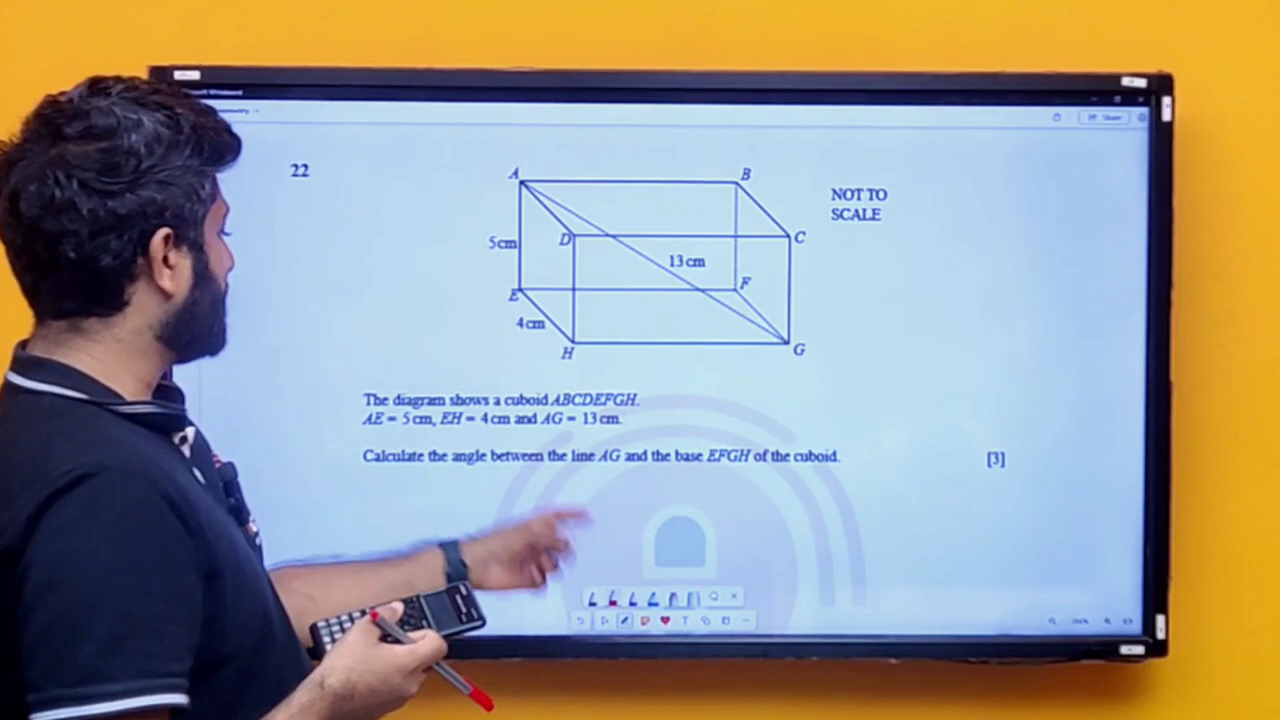 22
A
B
NOT TO
SCALE
5 cm
D
C
13 cm
E
F
4 cm
H
G
The diagram shows a cuboid ABCDEFGH.
AE = 5 cm, EH = 4 cm and AG = 13 cm.
Calculate the angle between the line AG and the base EFGH of the cuboid.
[3]
Share